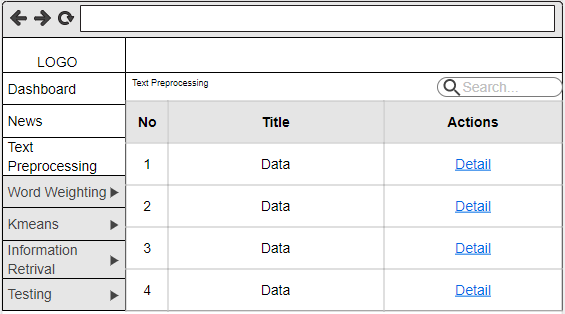 LOGO
Dashboard
News
Text
Preprocessing
Word Weighting
Kmeans
Information
Retrival
Testing
Text Preprocessing
Search...
No Title Actions
1 Data Detail
2 Data Detail
3 Data Detail
4 Data Detail